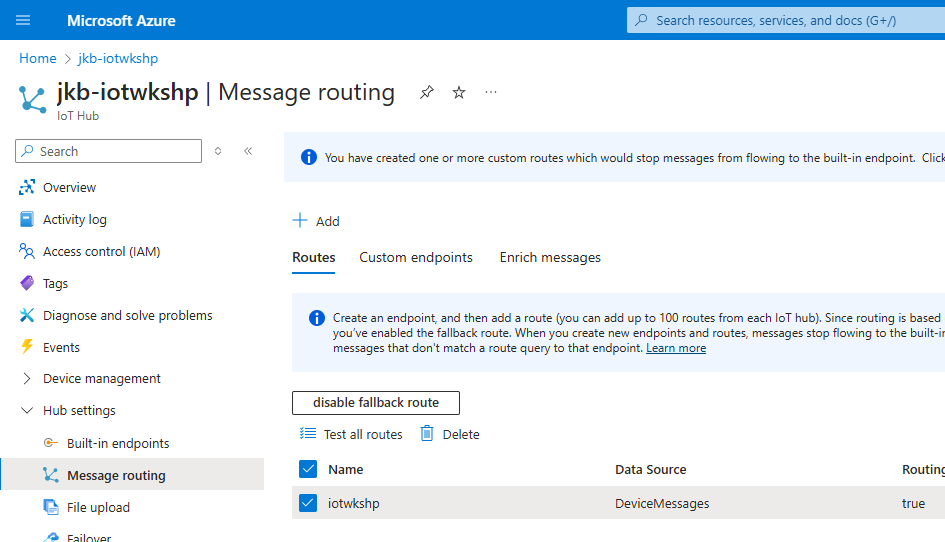 Microsoft Azure
Search resources, services, and docs (G+/)
Home > jkb-iotwkshp
jkb-iotwkshp | Message routing
IoT Hub
Search
Overview
Activity log
Access control (IAM)
Tags
Diagnose and solve problems
Events
Device management
Hub settings
Built-in endpoints
Message routing
File upload
Failover
You have created one or more custom routes which would stop messages from flowing to the built-in endpoint. Click
Add
Routes Custom endpoints Enrich messages
Create an endpoint, and then add a route (you can add up to 100 routes from each IoT hub). Since routing is based
you've enabled the fallback route. When you create new endpoints and routes, messages stop flowing to the built-in
messages that don't match a route query to that endpoint. Learn more
disable fallback route
Test all routes Delete
Name Data Source Routing
iotwkshp DeviceMessages true